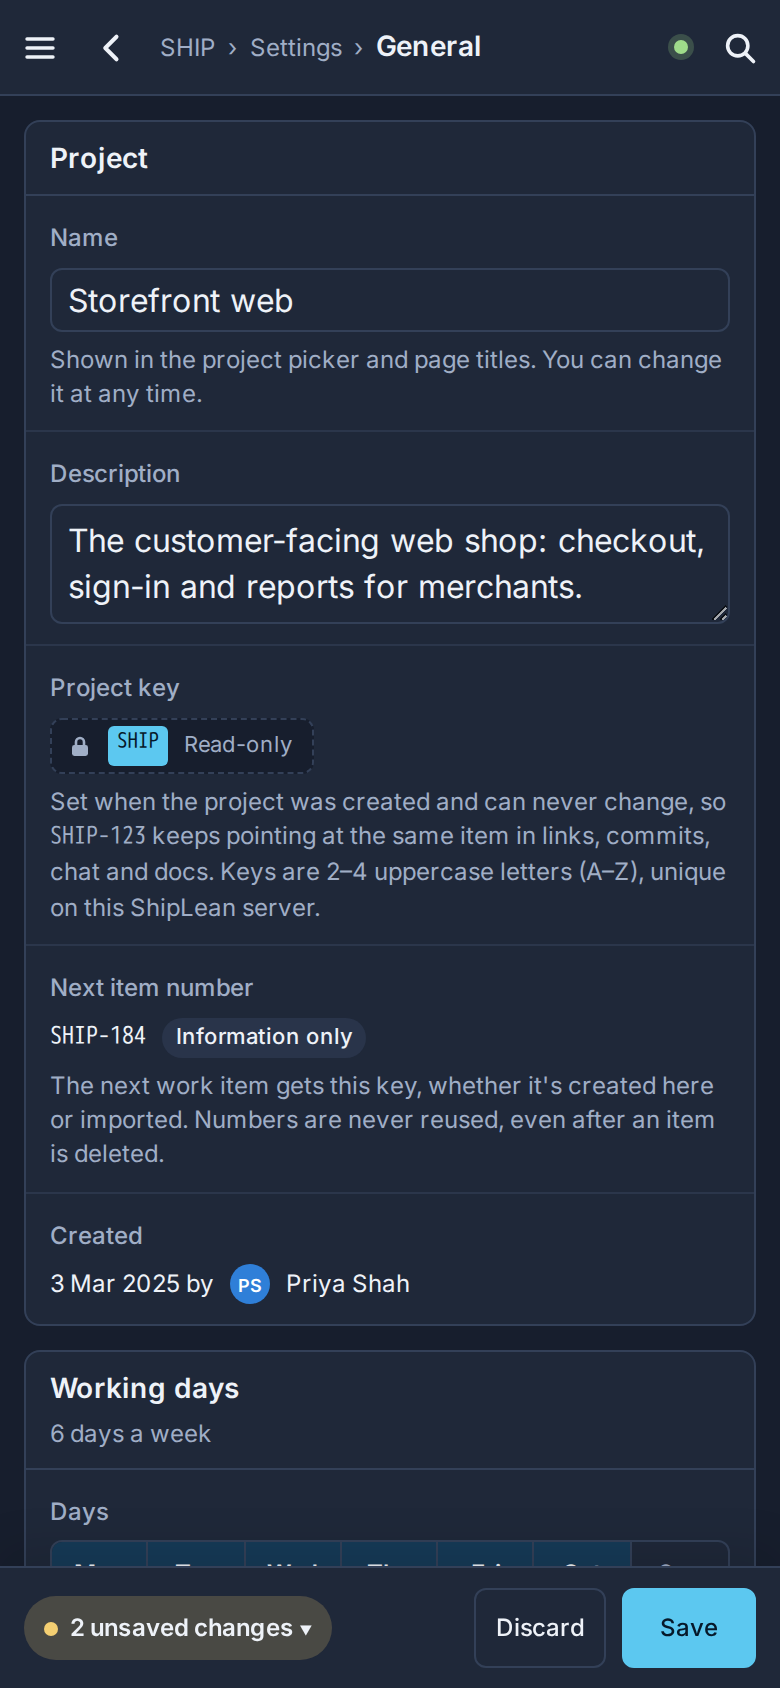 SHIP › Settings › General
Project
Name
Storefront web
Shown in the project picker and page titles. You can change
it at any time.
Description
The customer-facing web shop: checkout,
sign-in and reports for merchants.
Project key
SHIP Read-only
Set when the project was created and can never change, so
SHIP-123 keeps pointing at the same item in links, commits,
chat and docs. Keys are 2–4 uppercase letters (A–Z), unique
on this ShipLean server.
Next item number
SHIP-184 Information only
The next work item gets this key, whether it's created here
or imported. Numbers are never reused, even after an item
is deleted.
Created
3 Mar 2025 by PS Priya Shah
Working days
6 days a week
Days
2 unsaved changes ▾ Discard Save